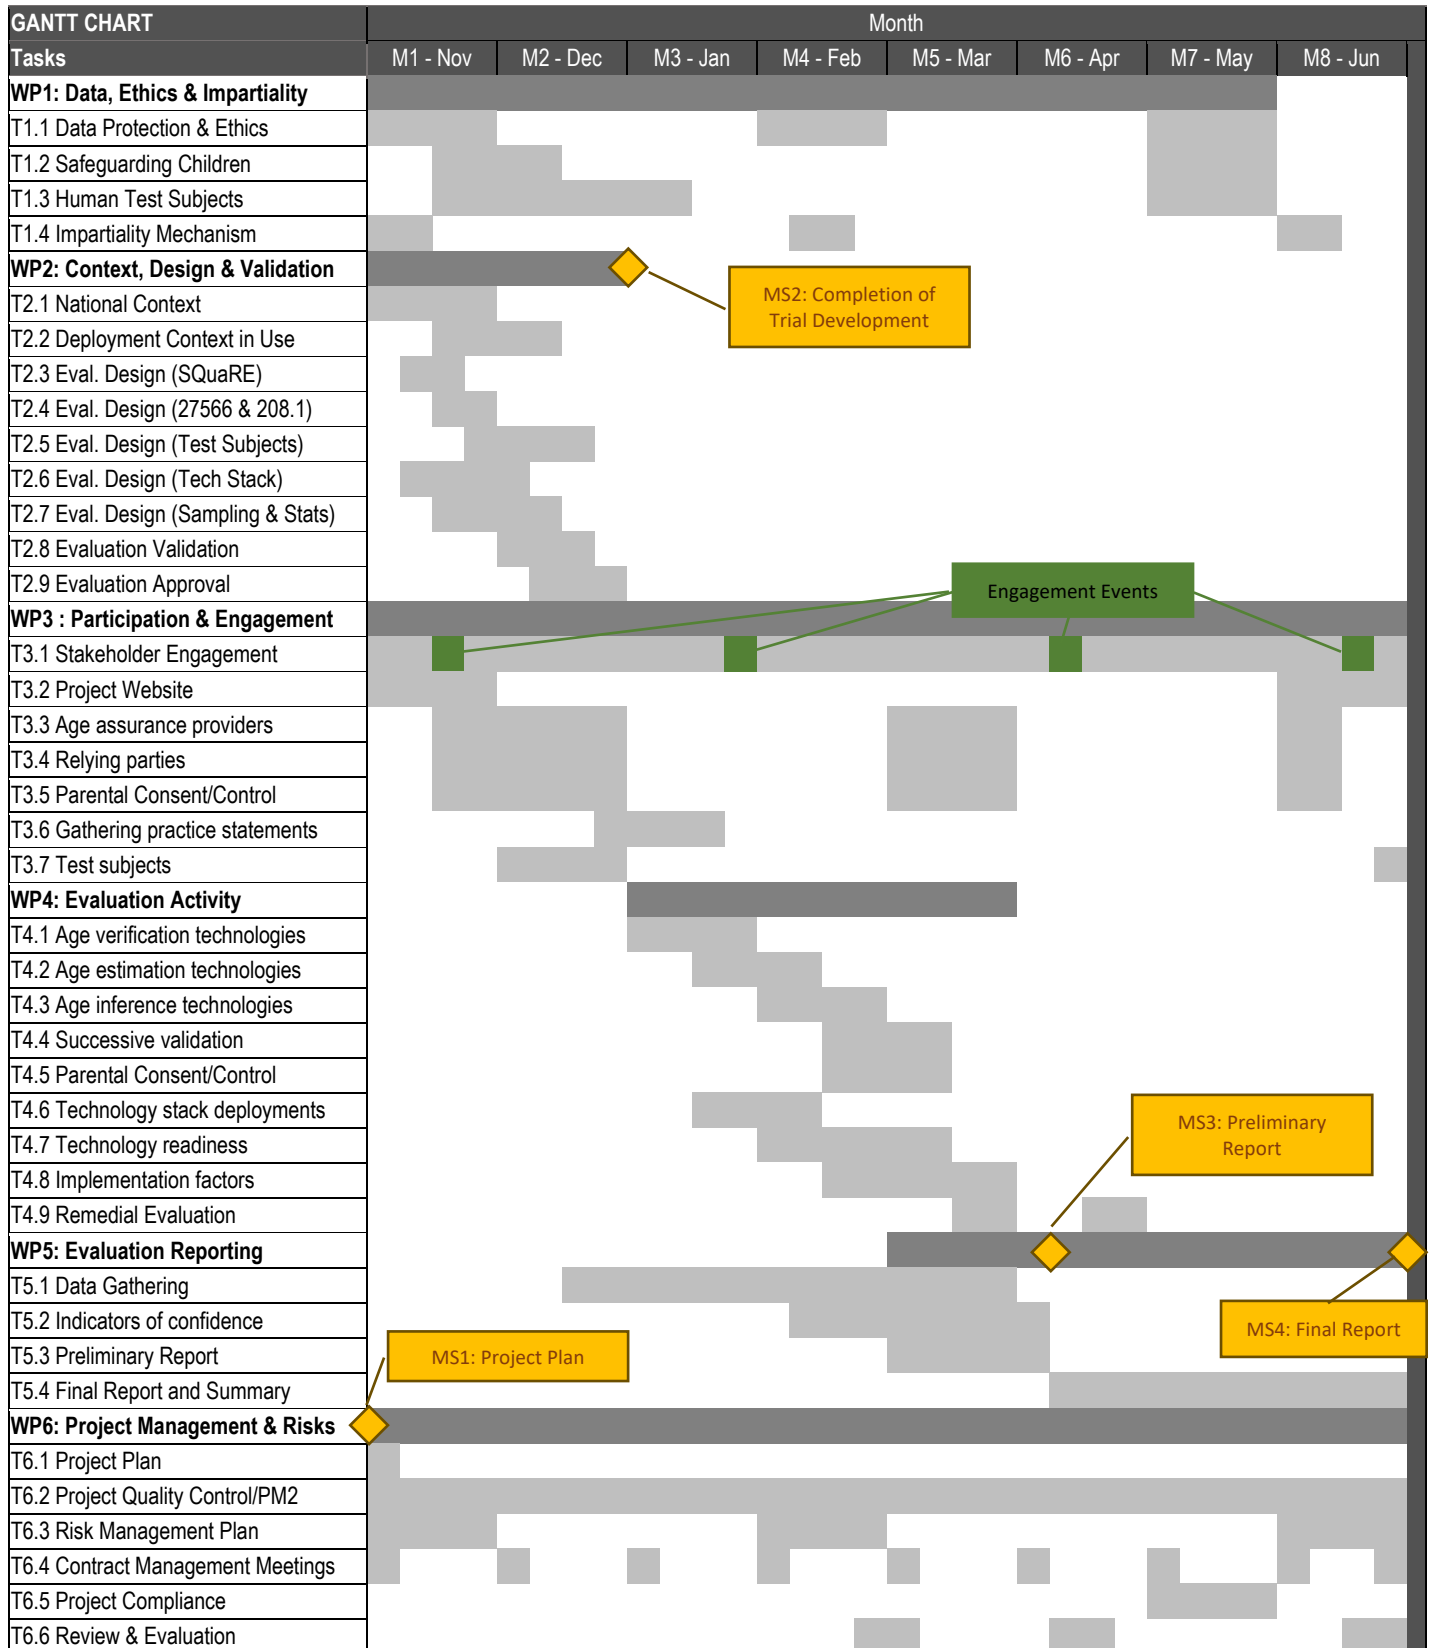 GANTT CHART Month
Tasks M1 - Nov M2 - Dec M3 - Jan M4 - Feb M5 - Mar M6 - Apr M7 - May M8 - Jun
WP1: Data, Ethics & Impartiality
T1.1 Data Protection & Ethics
T1.2 Safeguarding Children
T1.3 Human Test Subjects
T1.4 Impartiality Mechanism
WP2: Context, Design & Validation
MS2: Completion of
Trial Development
T2.1 National Context
T2.2 Deployment Context in Use
T2.3 Eval. Design (SQuaRE)
T2.4 Eval. Design (27566 & 208.1)
T2.5 Eval. Design (Test Subjects)
T2.6 Eval. Design (Tech Stack)
T2.7 Eval. Design (Sampling & Stats)
T2.8 Evaluation Validation
T2.9 Evaluation Approval
Engagement Events
WP3 : Participation & Engagement
T3.1 Stakeholder Engagement
T3.2 Project Website
T3.3 Age assurance providers
T3.4 Relying parties
T3.5 Parental Consent/Control
T3.6 Gathering practice statements
T3.7 Test subjects
WP4: Evaluation Activity
T4.1 Age verification technologies
T4.2 Age estimation technologies
T4.3 Age inference technologies
T4.4 Successive validation
T4.5 Parental Consent/Control
T4.6 Technology stack deployments
MS3: Preliminary
Report
T4.7 Technology readiness
T4.8 Implementation factors
T4.9 Remedial Evaluation
WP5: Evaluation Reporting
T5.1 Data Gathering
T5.2 Indicators of confidence
MS4: Final Report
T5.3 Preliminary Report
MS1: Project Plan
T5.4 Final Report and Summary
WP6: Project Management & Risks
T6.1 Project Plan
T6.2 Project Quality Control/PM2
T6.3 Risk Management Plan
T6.4 Contract Management Meetings
T6.5 Project Compliance
T6.6 Review & Evaluation